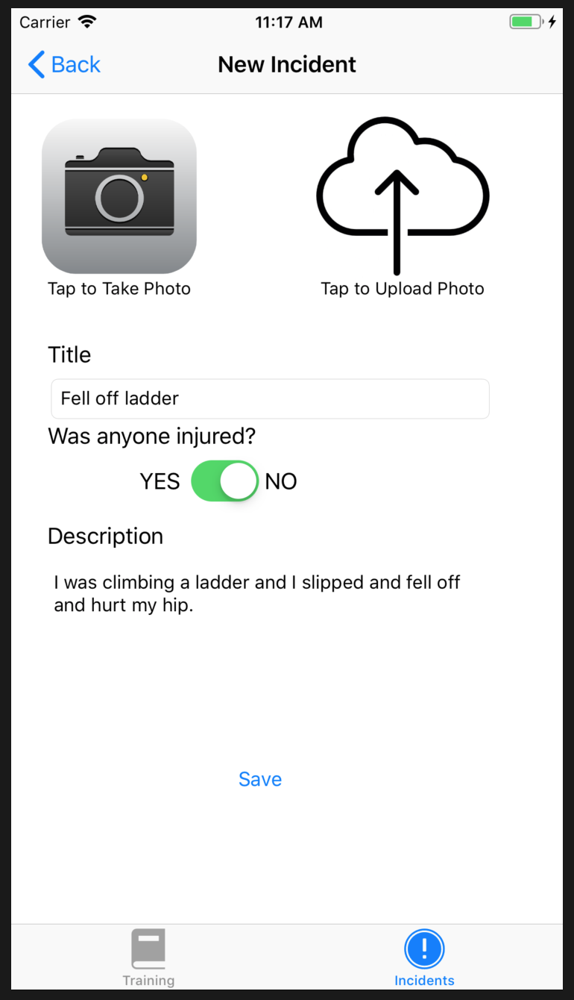 Carrier 11:17 AM
Back New Incident
Tap to Take Photo Tap to Upload Photo
Title
Fell off ladder
Was anyone injured?
YES NO
Description
I was climbing a ladder and I slipped and fell off
and hurt my hip.
Save
Training Incidents